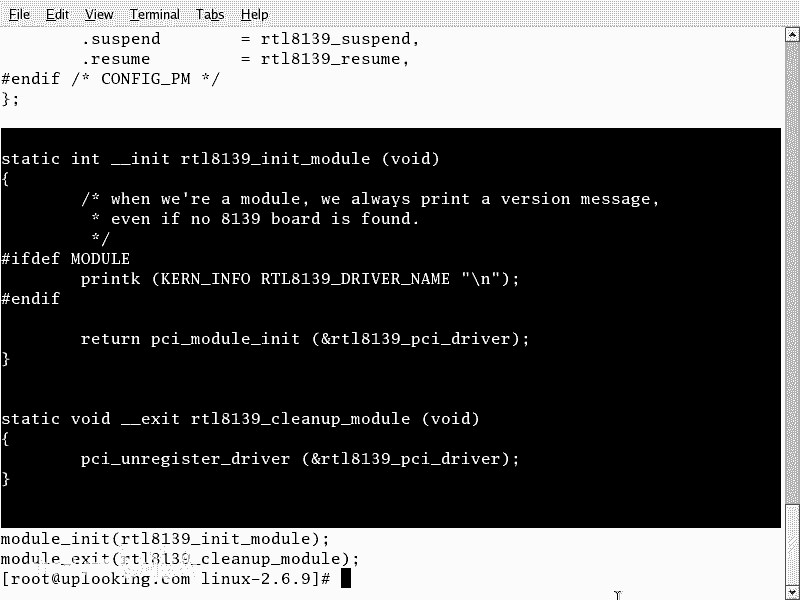 File Edit View Terminal Tabs Help
        .suspend        = rtl8139_suspend,
        .resume         = rtl8139_resume,
#endif /* CONFIG_PM */
};
static int __init rtl8139_init_module (void)
{
        /* when we're a module, we always print a version message,
         * even if no 8139 board is found.
         */
#ifdef MODULE
        printk (KERN_INFO RTL8139_DRIVER_NAME "\n");
#endif
        return pci_module_init (&rtl8139_pci_driver);
}
static void __exit rtl8139_cleanup_module (void)
{
        pci_unregister_driver (&rtl8139_pci_driver);
}
module_init(rtl8139_init_module);
module_exit(rtl8139_cleanup_module);
[root@uplooking.com linux-2.6.9]#